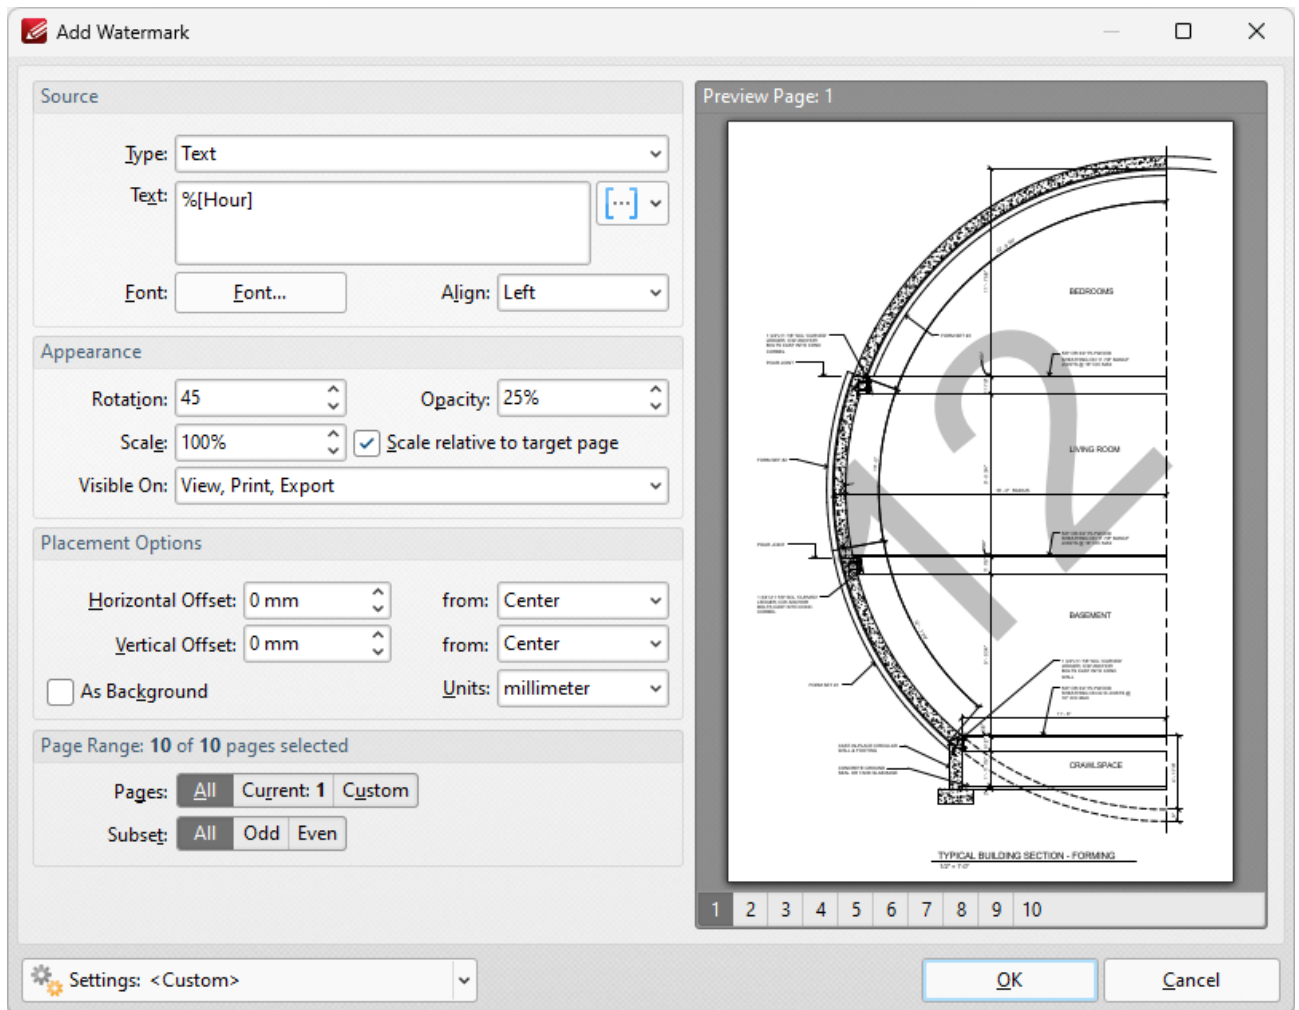 Add Watermark
Source
Type: Text
Text: %[Hour]
Font: Font... Align: Left
Appearance
Rotation: 45 Opacity: 25%
Scale: 100% Scale relative to target page
Visible On: View, Print, Export
Placement Options
Horizontal Offset: 0 mm from: Center
Vertical Offset: 0 mm from: Center
As Background Units: millimeter
Page Range: 10 of 10 pages selected
Pages: All Current: 1 Custom
Subset: All Odd Even
Preview Page: 1
BEDROOMS
12
LIVING ROOM
BASEMENT
CRAWLSPACE
TYPICAL BUILDING SECTION - FORMING
1 2 3 4 5 6 7 8 9 10
Settings: <Custom>
OK Cancel